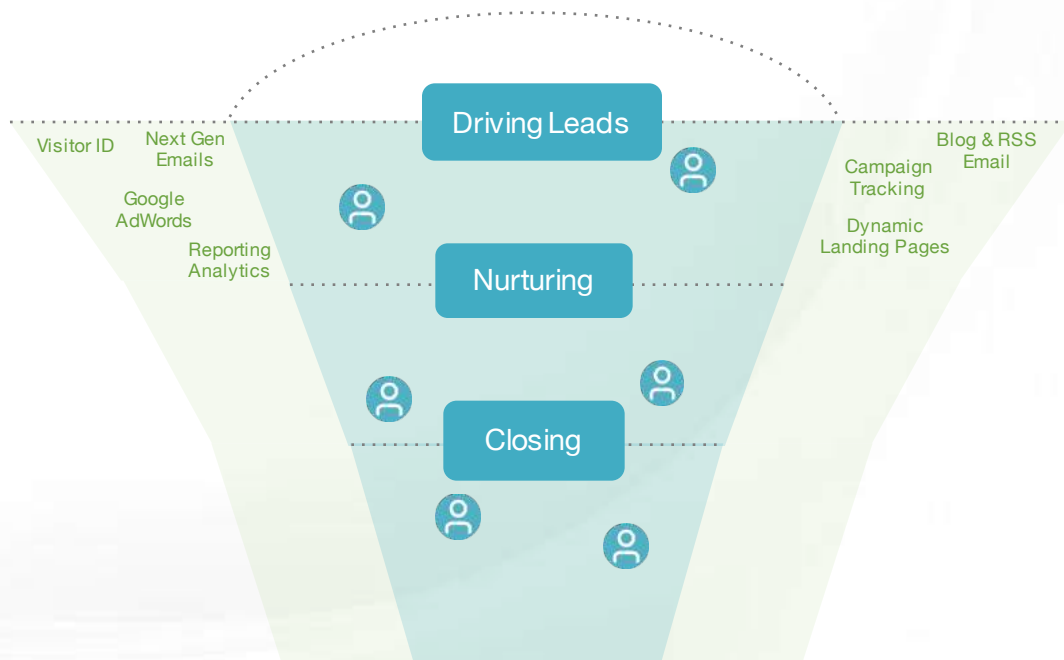 Driving Leads
Visitor ID
Next Gen
Emails
Google
AdWords
Reporting
Analytics
Blog & RSS
Email
Campaign
Tracking
Dynamic
Landing Pages
Nurturing
Closing